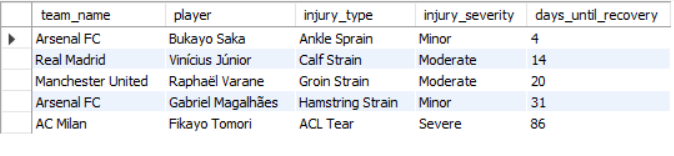 team_name player injury_type injury_severity days_until_recovery
Arsenal FC Bukayo Saka Ankle Sprain Minor 4
Real Madrid Vinícius Júnior Calf Strain Moderate 14
Manchester United Raphaël Varane Groin Strain Moderate 20
Arsenal FC Gabriel Magalhães Hamstring Strain Minor 31
AC Milan Fikayo Tomori ACL Tear Severe 86